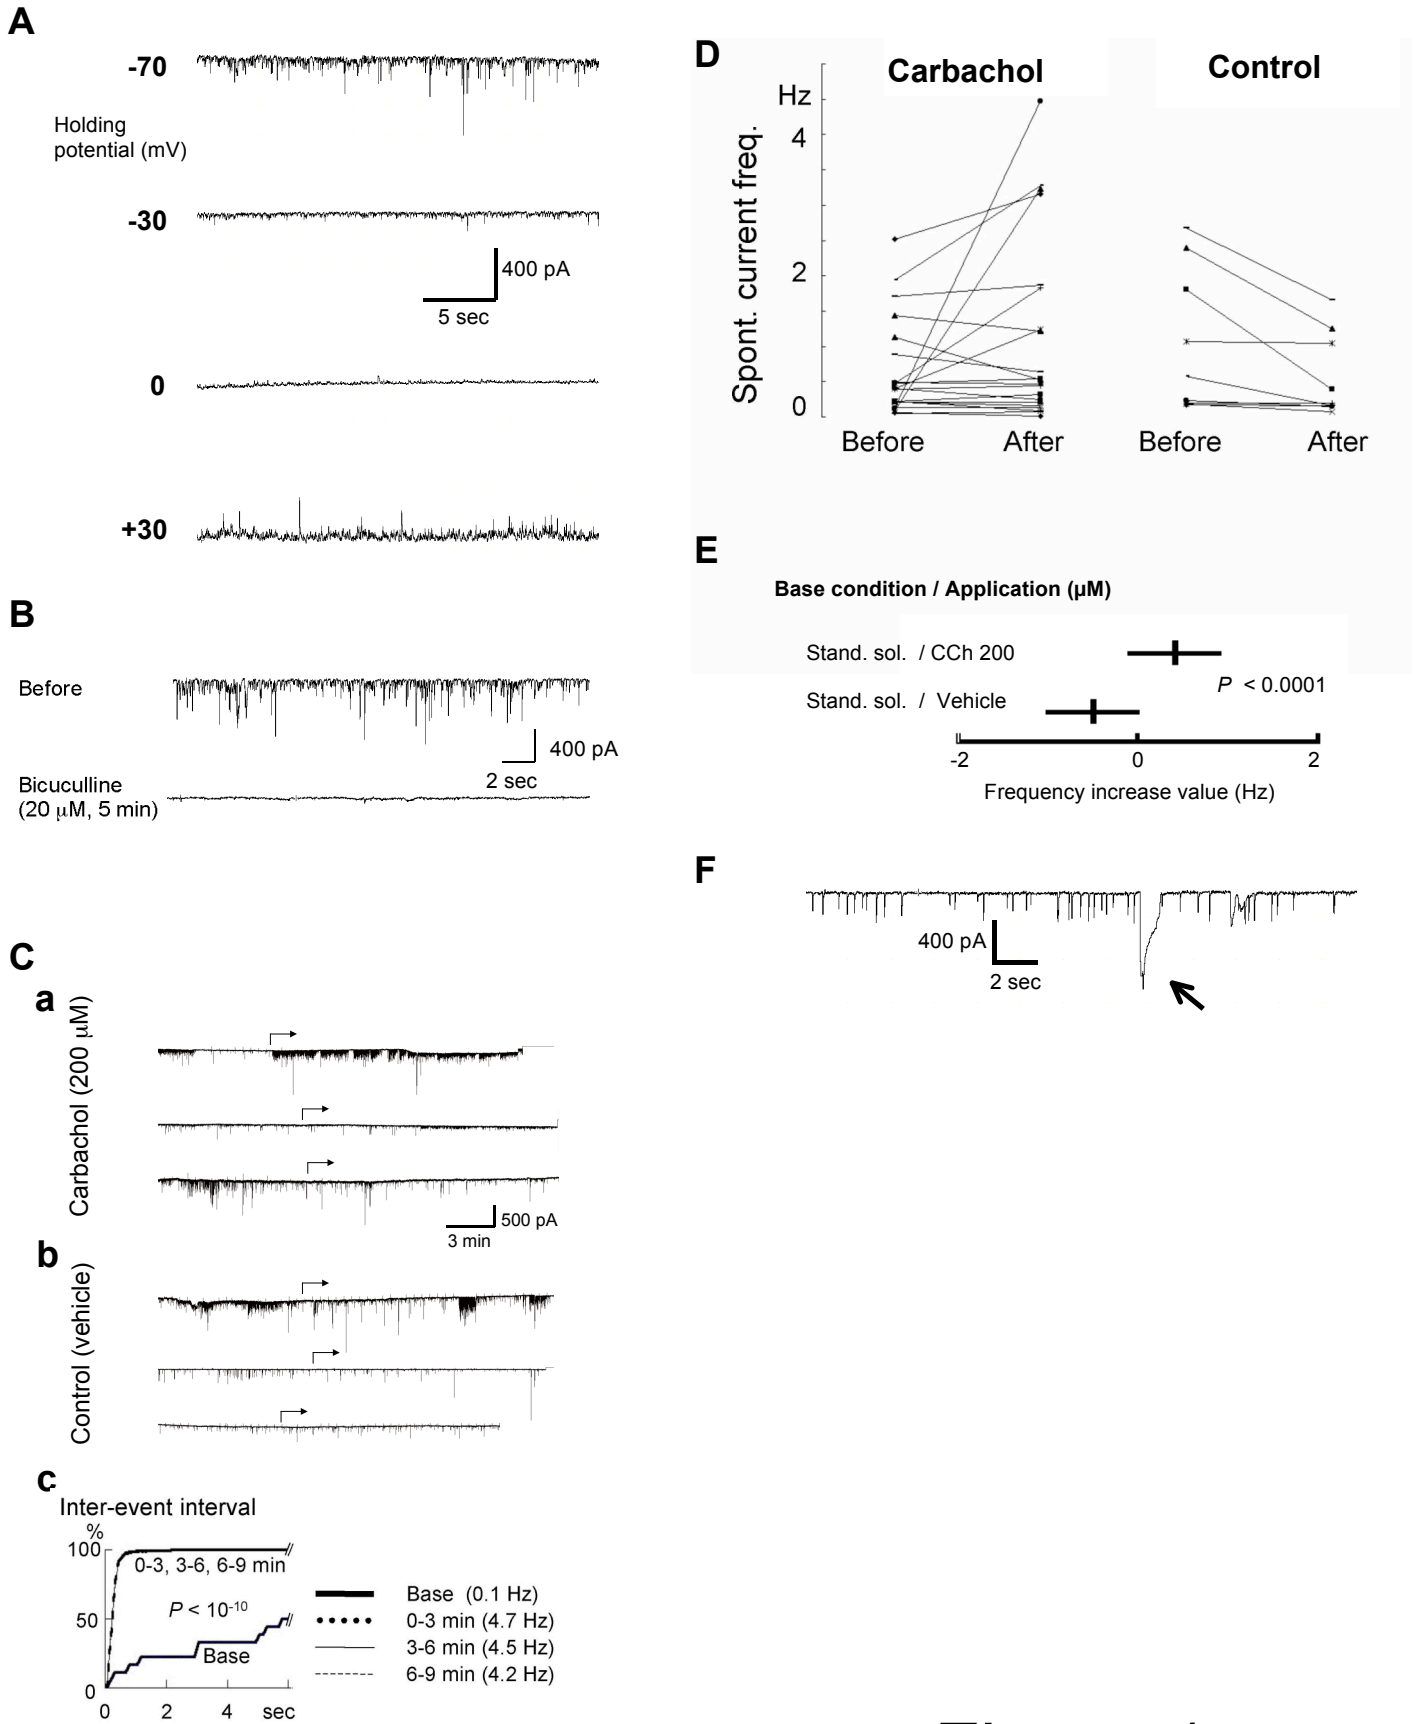 A
-70
Holding
potential (mV)
-30
400 pA
5 sec
0
+30
B
Before
400 pA
2 sec
Bicuculline
(20 μM, 5 min)
C
a
Carbachol (200 μM)
500 pA
3 min
b
Control (vehicle)
c
Inter-event interval
%
100
0-3, 3-6, 6-9 min
P < 10-10
50
Base
0
0 2 4 sec
Base (0.1 Hz)
0-3 min (4.7 Hz)
3-6 min (4.5 Hz)
6-9 min (4.2 Hz)
D
Carbachol
Control
Hz
4
2
0
Spont. current freq.
Before After Before After
E
Base condition / Application (μM)
Stand. sol. / CCh 200
P < 0.0001
Stand. sol. / Vehicle
-2 0 2
Frequency increase value (Hz)
F
400 pA
2 sec